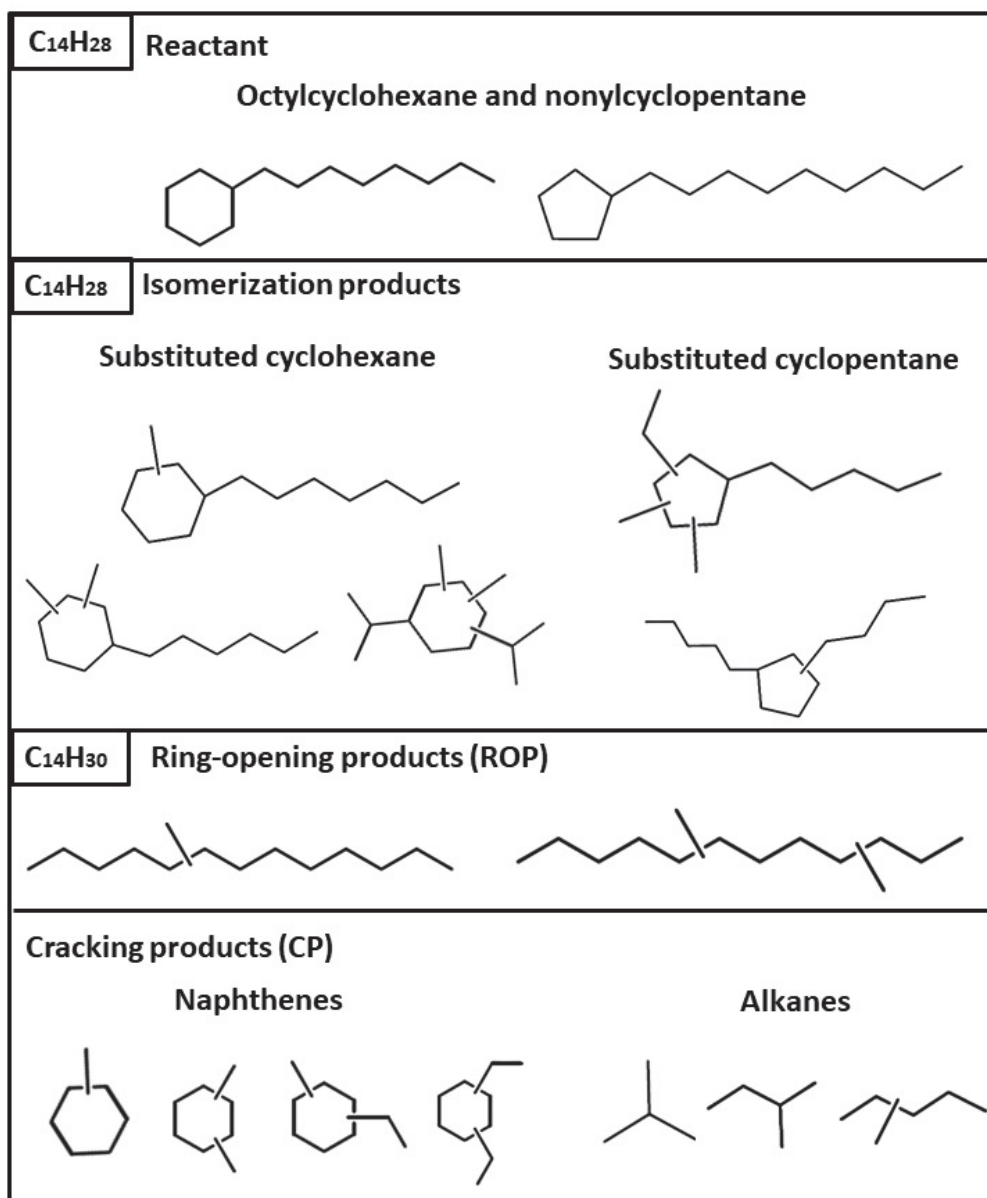 C14H28 Reactant
Octylcyclohexane and nonylcyclopentane
C14H28 Isomerization products
Substituted cyclohexane
Substituted cyclopentane
C14H30 Ring-opening products (ROP)
Cracking products (CP)
Naphthenes
Alkanes